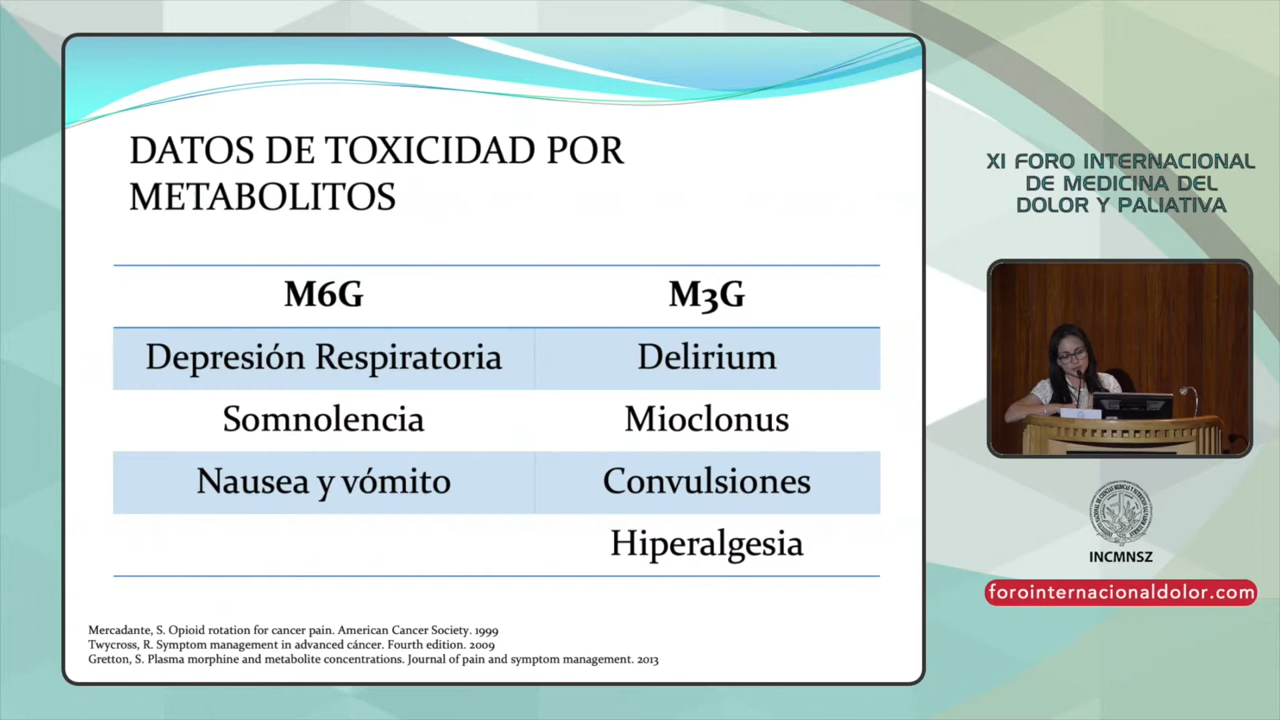 DATOS DE TOXICIDAD POR
METABOLITOS
M6G M3G
Depresión Respiratoria Delirium
Somnolencia Mioclonus
Nausea y vómito Convulsiones
Hiperalgesia
Mercadante, S. Opioid rotation for cancer pain. American Cancer Society. 1999
Twycross, R. Symptom management in advanced cáncer. Fourth edition. 2009
Gretton, S. Plasma morphine and metabolite concentrations. Journal of pain and symptom management. 2013
XI FORO INTERNACIONAL
DE MEDICINA DEL
DOLOR Y PALIATIVA
INCMNSZ
forointernacionaldolor.com